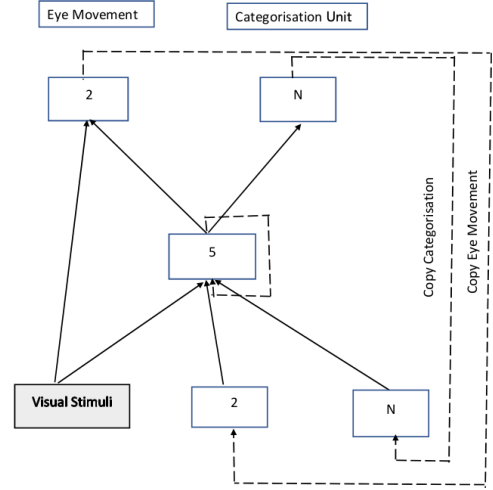 Eye Movement
Categorisation Unit
2
N
5
Copy Categorisation
Copy Eye Movement
Visual Stimuli
2
N